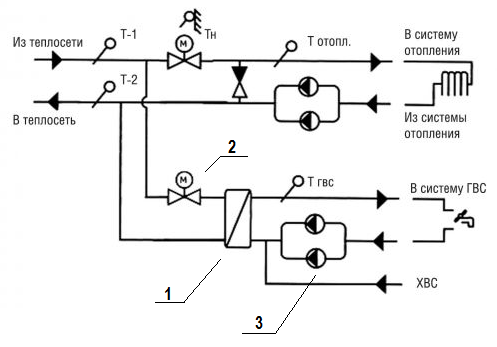 Из теплосети
Т-1
М
Тн
Т отопл.
В систему
отопления
Т-2
В теплосеть
Из системы
отопления
2
М
Т гвс
В систему ГВС
1
3
ХВС